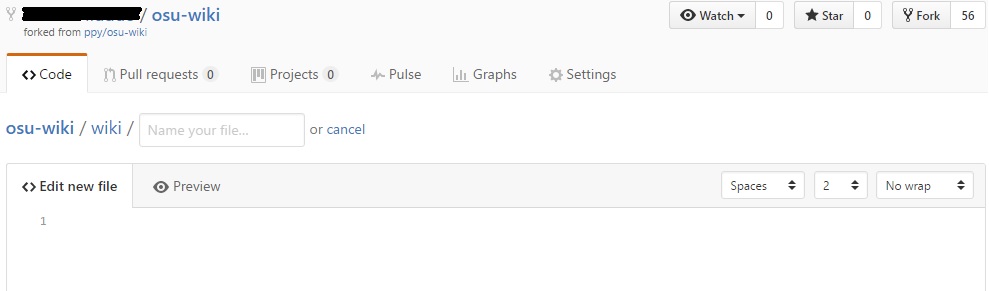 / osu-wiki
Watch 0 Star 0 Fork 56
forked from ppy/osu-wiki
Code Pull requests 0 Projects 0 Pulse Graphs Settings
osu-wiki / wiki / Name your file... or cancel
Edit new file Preview Spaces 2 No wrap
1